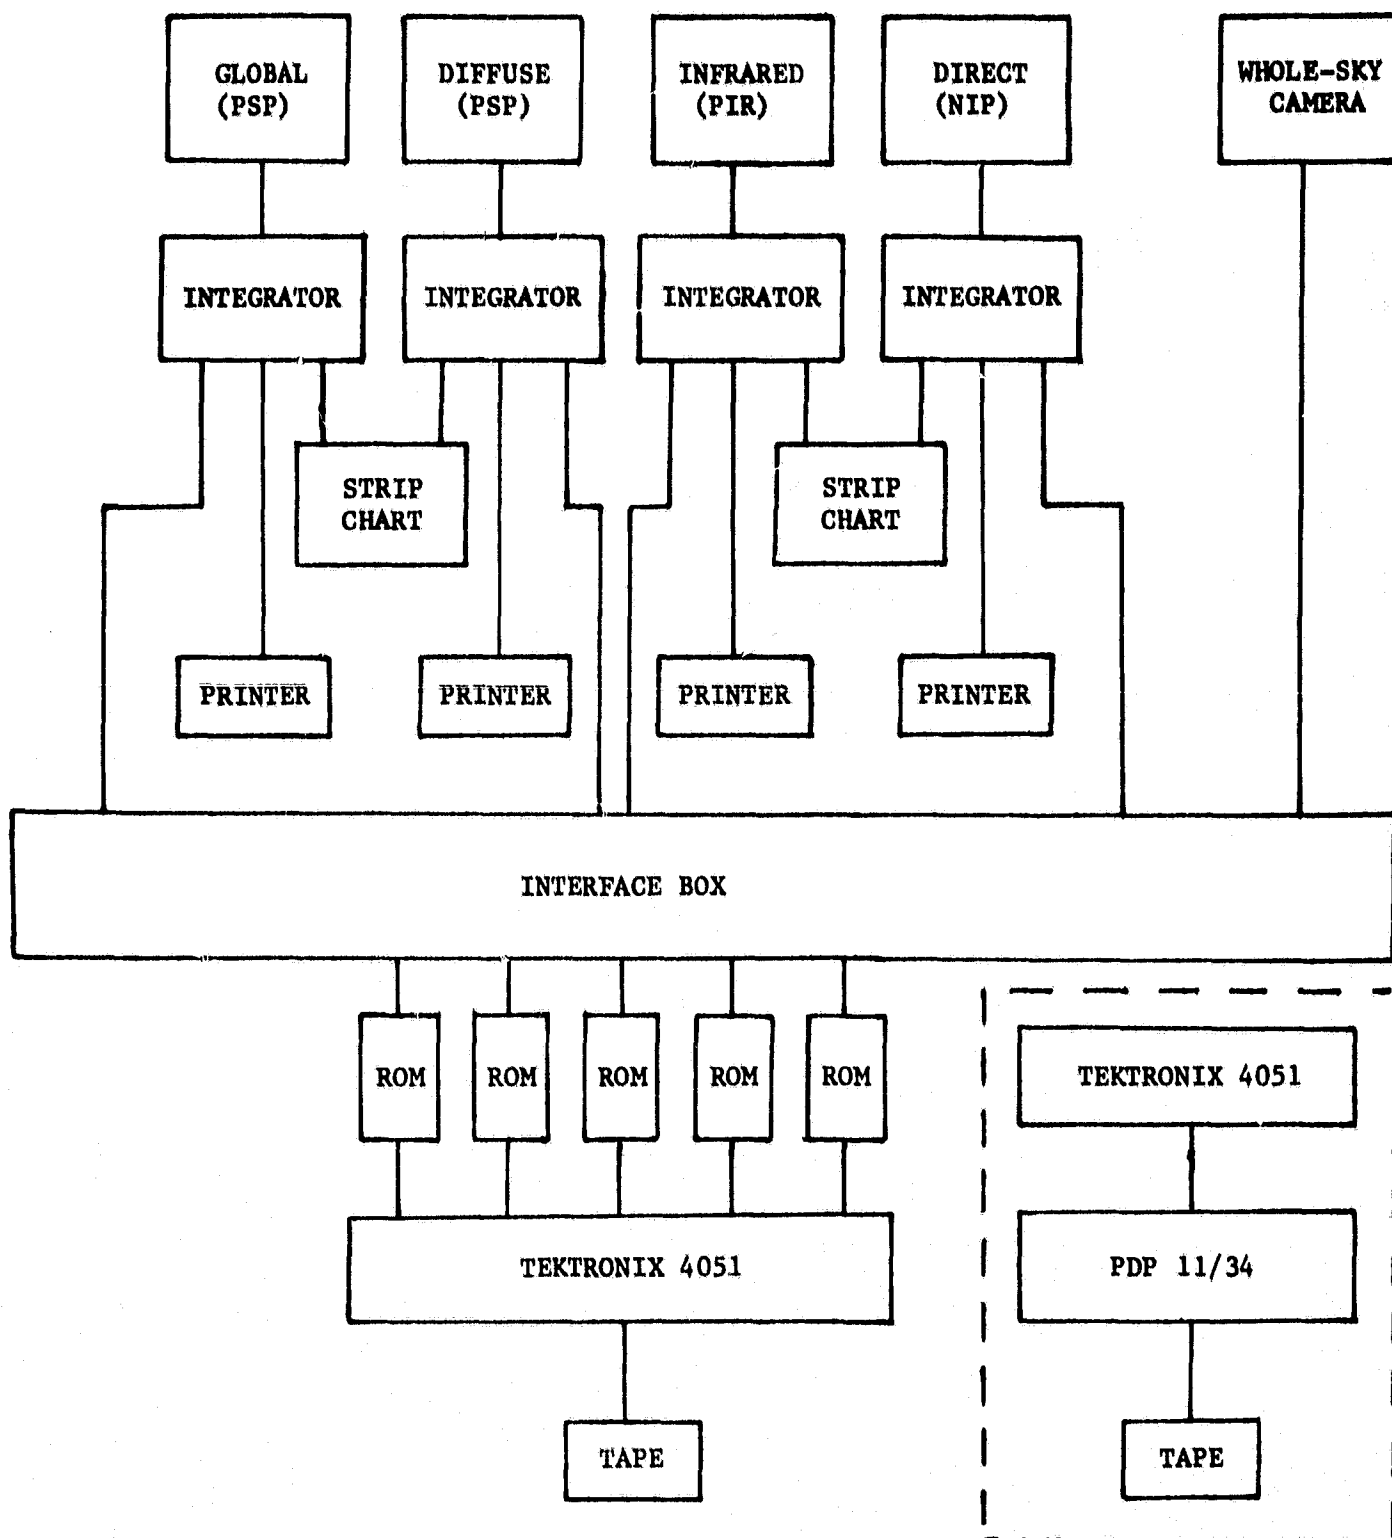 GLOBAL
(PSP)
DIFFUSE
(PSP)
INFRARED
(PIR)
DIRECT
(NIP)
WHOLE-SKY
CAMERA
INTEGRATOR
INTEGRATOR
INTEGRATOR
INTEGRATOR
STRIP
CHART
STRIP
CHART
PRINTER
PRINTER
PRINTER
PRINTER
INTERFACE BOX
ROM
ROM
ROM
ROM
ROM
TEKTRONIX 4051
TEKTRONIX 4051
PDP 11/34
TAPE
TAPE